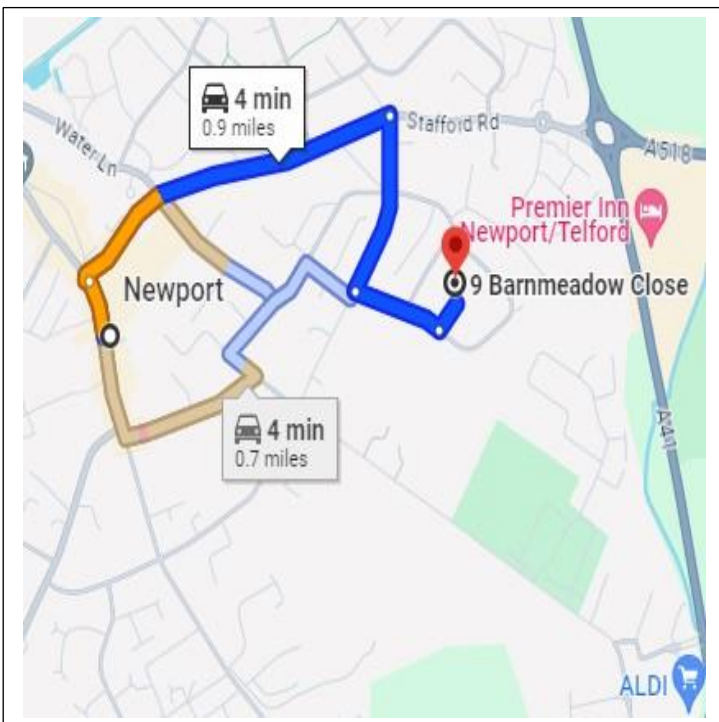 4 min
0.9 miles
Water Ln
Stafford Rd
A518
Premier Inn
Newport/Telford
Newport
9 Barnmeadow Close
4 min
0.7 miles
A41
ALDI